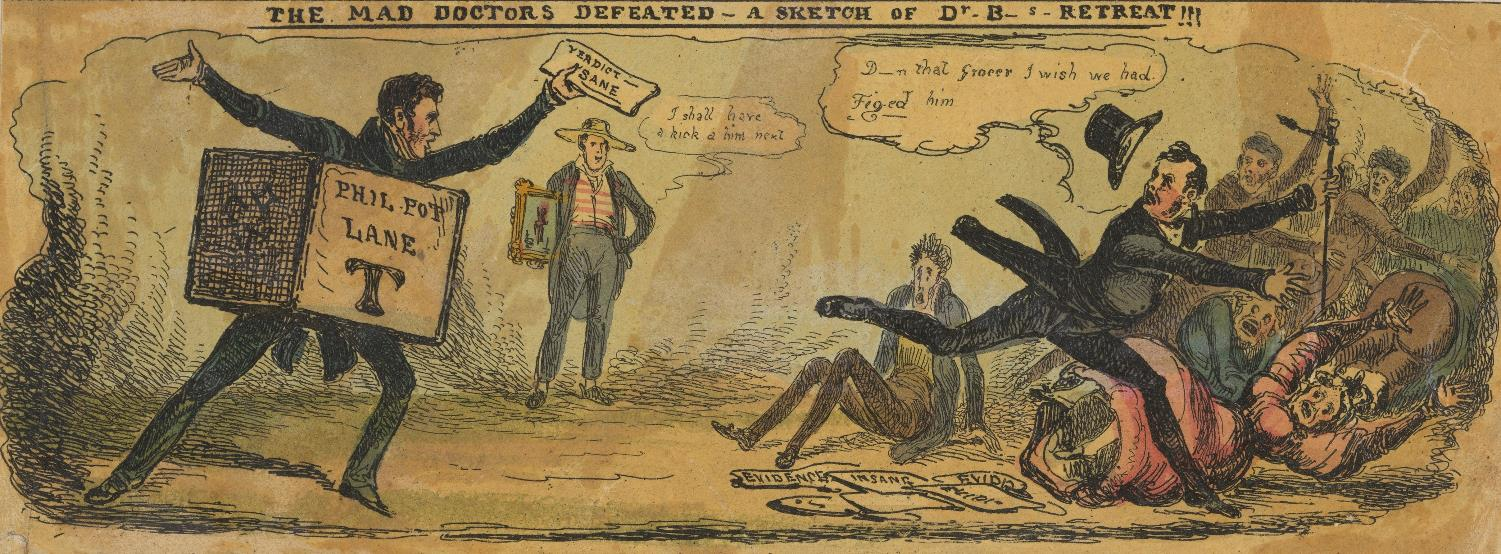 THE MAD DOCTORS DEFEATED – A SKETCH OF Dr. B– s – RETREAT!!!
VERDICT
SANE
I shall have
a kick a him next
D–n that Grocer I wish we had
Fig-ed him
PHIL POT
LANE
T
EVIDENCE INSANE EVIDE